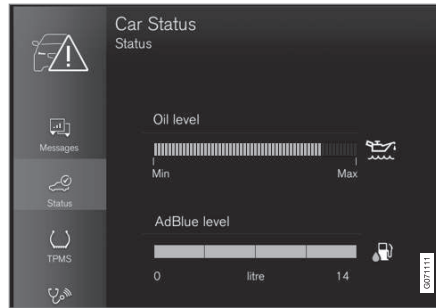 Car Status
Status
Messages
Status
TPMS
Oil level
Min Max
AdBlue level
0 litre 14
G071111